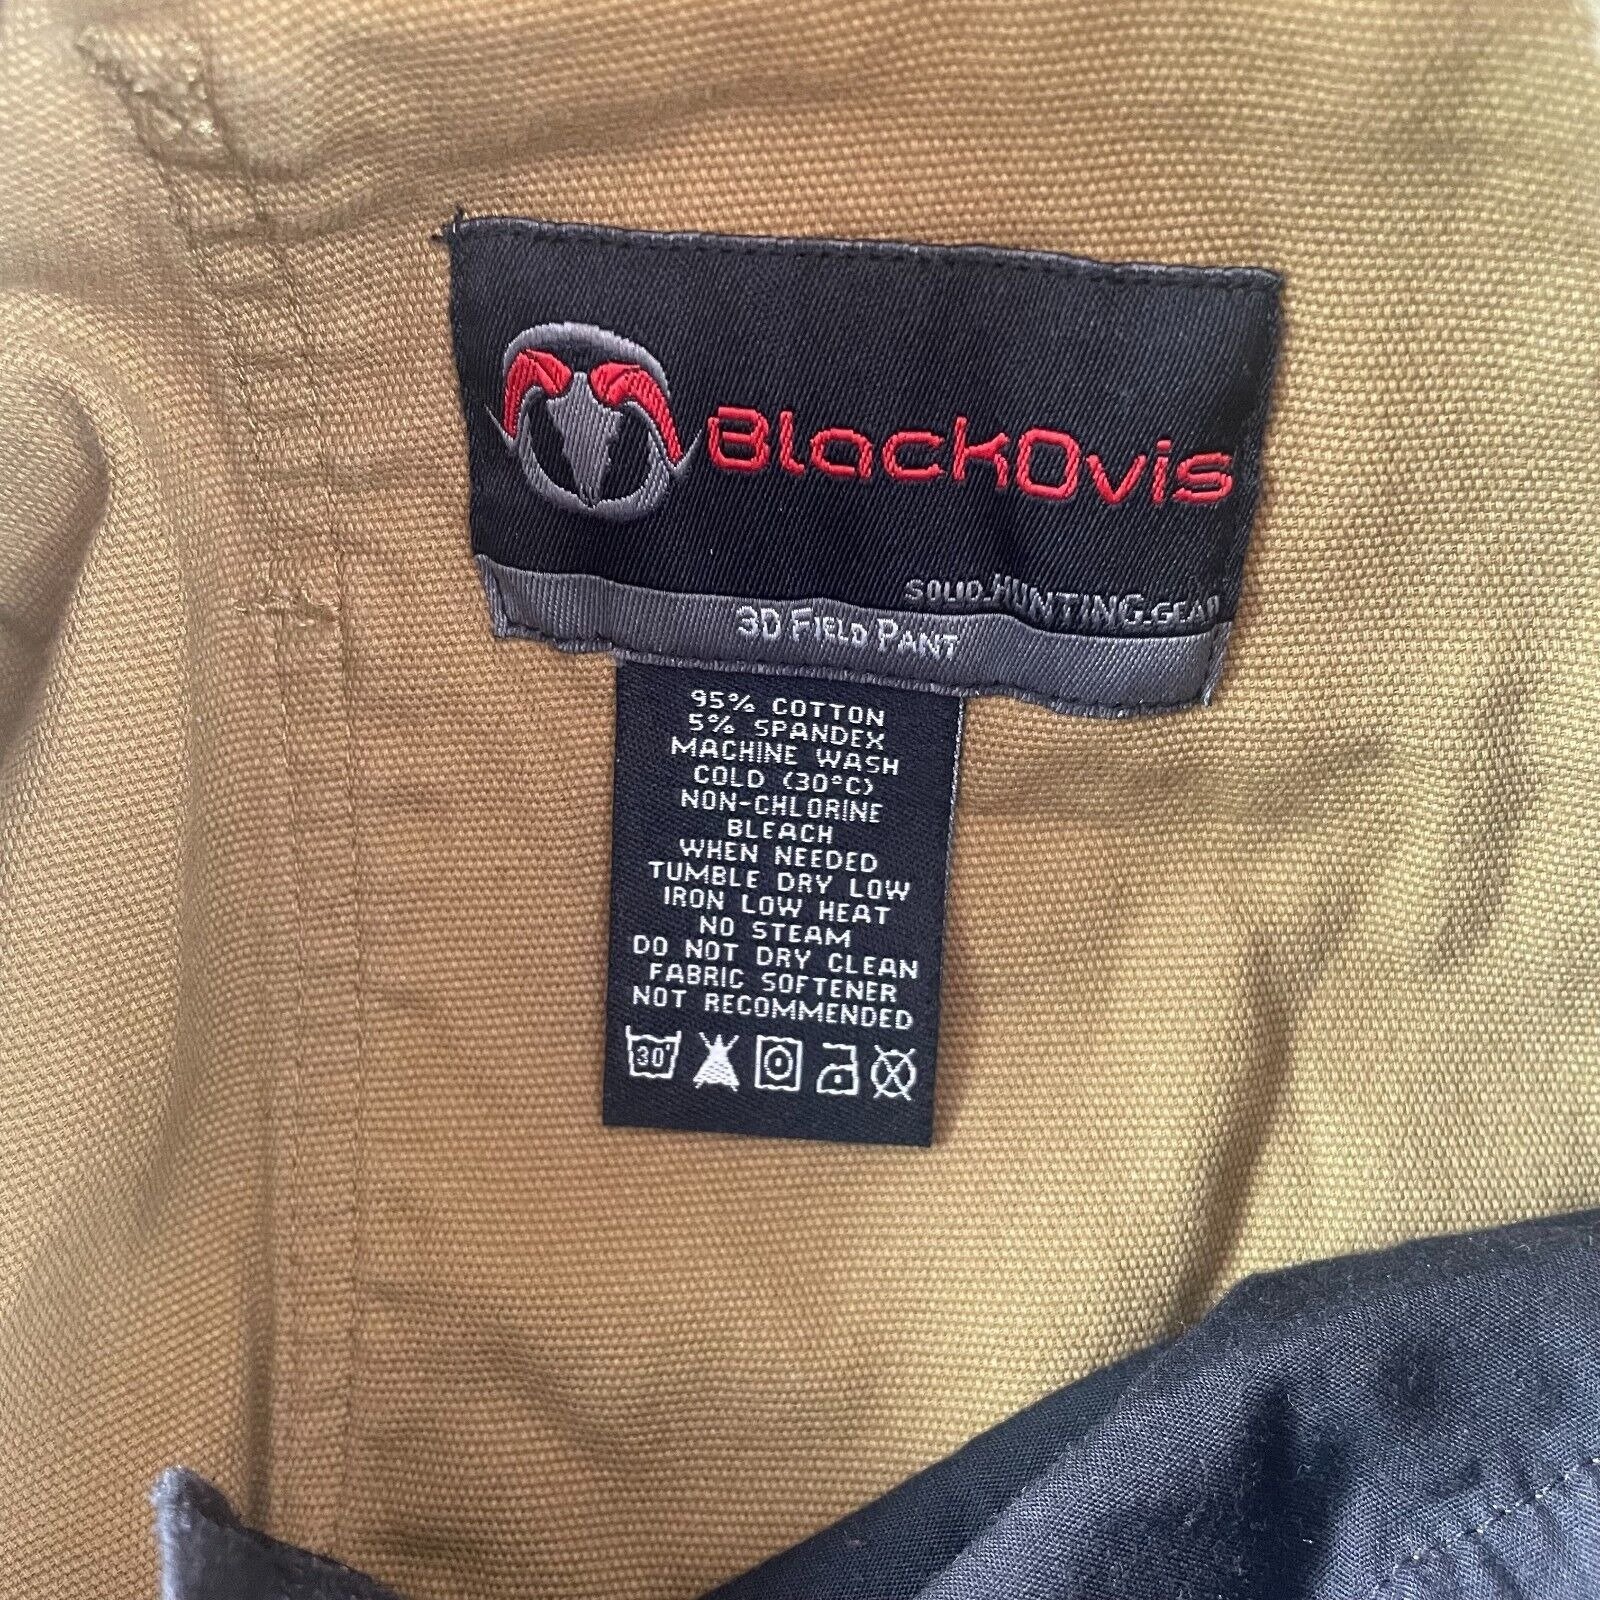 BlackOvis
SOLID.HUNTING.GEAR
3D FIELD PANT
95% COTTON
5% SPANDEX
MACHINE WASH
COLD (30°C)
NON-CHLORINE
BLEACH
WHEN NEEDED
TUMBLE DRY LOW
IRON LOW HEAT
NO STEAM
DO NOT DRY CLEAN
FABRIC SOFTENER
NOT RECOMMENDED
30°